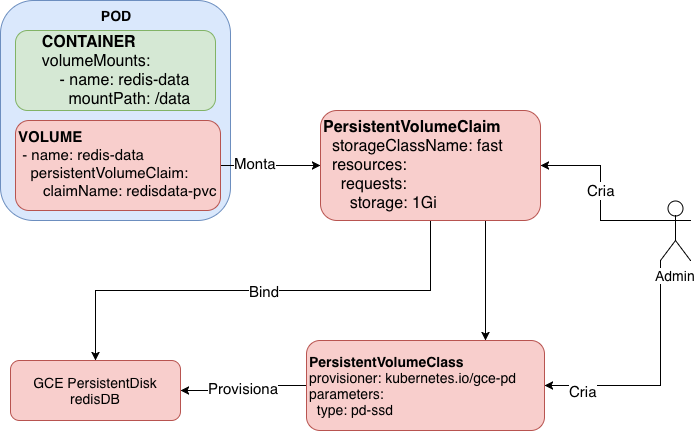 POD
CONTAINER
volumeMounts:
- name: redis-data
mountPath: /data
VOLUME
- name: redis-data
persistentVolumeClaim:
claimName: redisdata-pvc
Monta
PersistentVolumeClaim
storageClassName: fast
resources:
requests:
storage: 1Gi
Cria
Admin
Bind
GCE PersistentDisk
redisDB
Provisiona
PersistentVolumeClass
provisioner: kubernetes.io/gce-pd
parameters:
type: pd-ssd
Cria